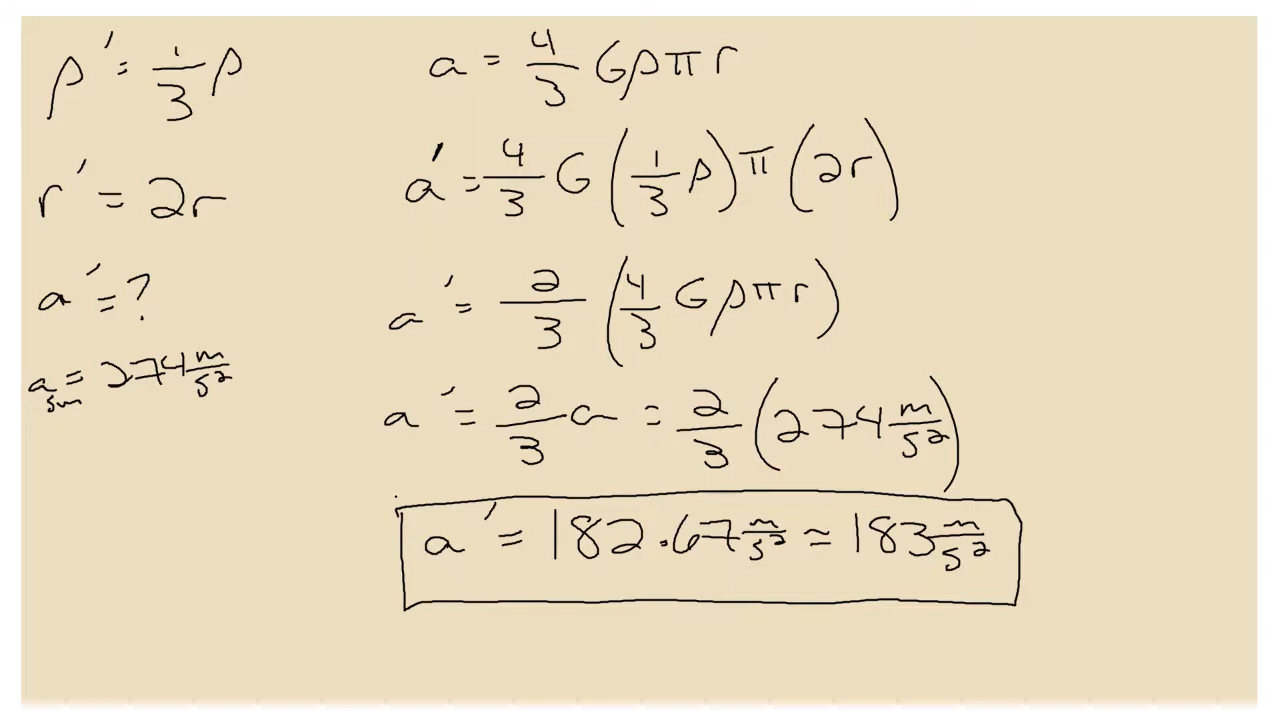 ρ' = 1/3 ρ
r' = 2r
a' = ?
a_sun = 274 m/s²
a = 4/3 Gρπr
a' = 4/3 G (1/3 ρ) π (2r)
a' = 2/3 (4/3 Gρπr)
a' = 2/3 a = 2/3 (274 m/s²)
a' = 182.67 m/s² ≃ 183 m/s²